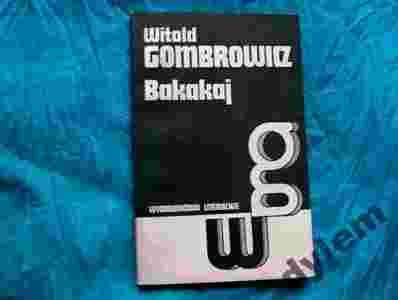 Witold
GOMBROWICZ
Bakakaj
WYDAWNICTWO LITERACKIE
wg